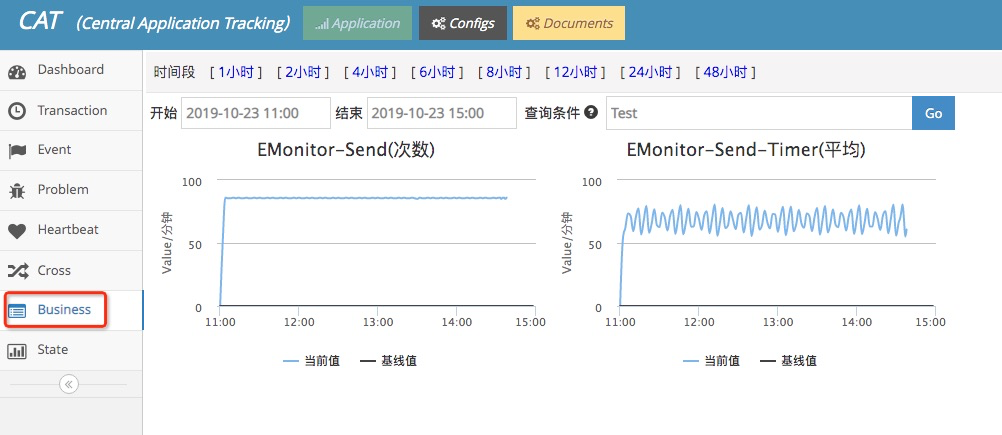 CAT (Central Application Tracking) Application Configs Documents
Dashboard
Transaction
Event
Problem
Heartbeat
Cross
Business
State
时间段 [ 1小时 ] [ 2小时 ] [ 4小时 ] [ 6小时 ] [ 8小时 ] [ 12小时 ] [ 24小时 ] [ 48小时 ]
开始 2019-10-23 11:00 结束 2019-10-23 15:00 查询条件 ? Test Go
EMonitor-Send(次数)
Value/分钟
100
50
0
11:00 12:00 13:00 14:00 15:00
当前值 基线值
EMonitor-Send-Timer(平均)
Value/分钟
100
50
0
11:00 12:00 13:00 14:00 15:00
当前值 基线值